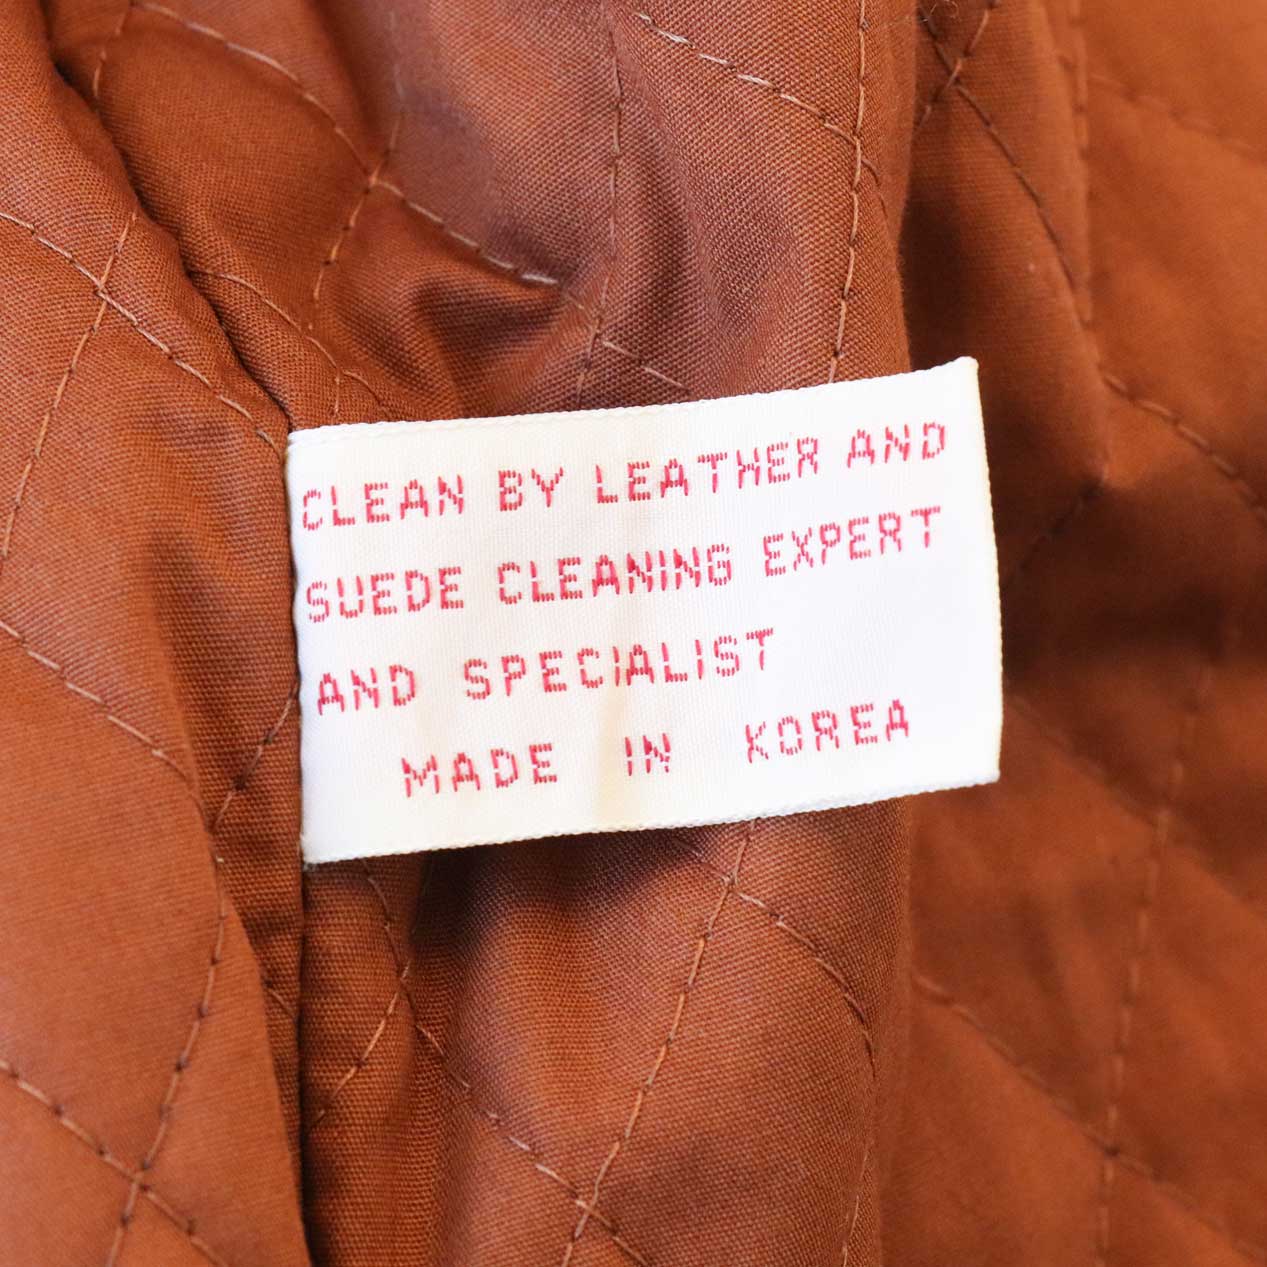 CLEAN BY LEATHER AND
SUEDE CLEANING EXPERT
AND SPECIALIST
MADE IN KOREA